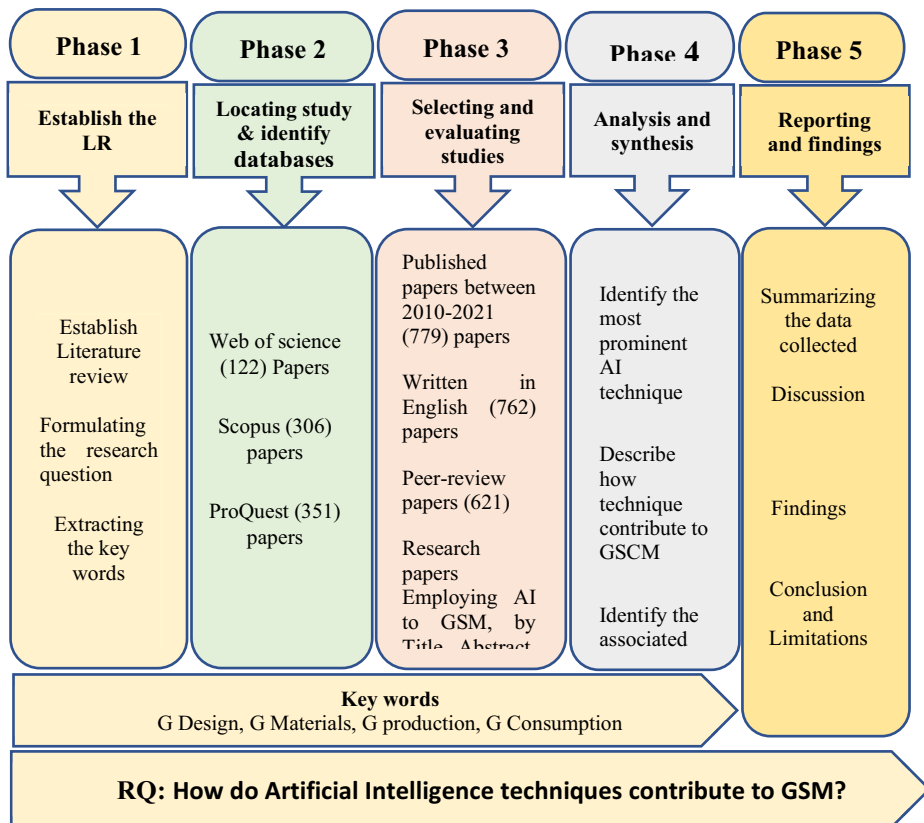 Phase 1
Establish the
LR
Establish
Literature
review
Formulating
the research
question
Extracting
the key
words
Phase 2
Locating study
& identify
databases
Web of science
(122) Papers
Scopus (306)
papers
ProQuest (351)
papers
Phase 3
Selecting and
evaluating
studies
Published
papers between
2010-2021
(779) papers
Written in
English (762)
papers
Peer-review
papers (621)
Research
papers
Employing AI
to GSM, by
Title Abstract
Phase 4
Analysis and
synthesis
Identify the
most
prominent
AI
technique
Describe
how
technique
contribute to
GSCM
Identify the
associated
Phase 5
Reporting
and findings
Summarizing
the data
collected
Discussion
Findings
Conclusion
and
Limitations
Key words
G Design, G Materials, G production, G Consumption
RQ: How do Artificial Intelligence techniques contribute to GSM?